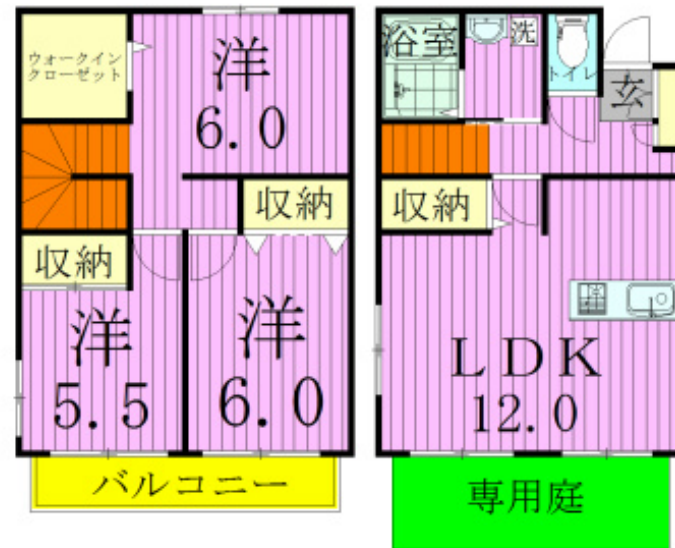 ウォークイン
クローゼット
洋
6.0
収納
収納
洋
5.5
洋
6.0
バルコニー
浴室
洗
トイレ
玄
収納
LDK
12.0
専用庭